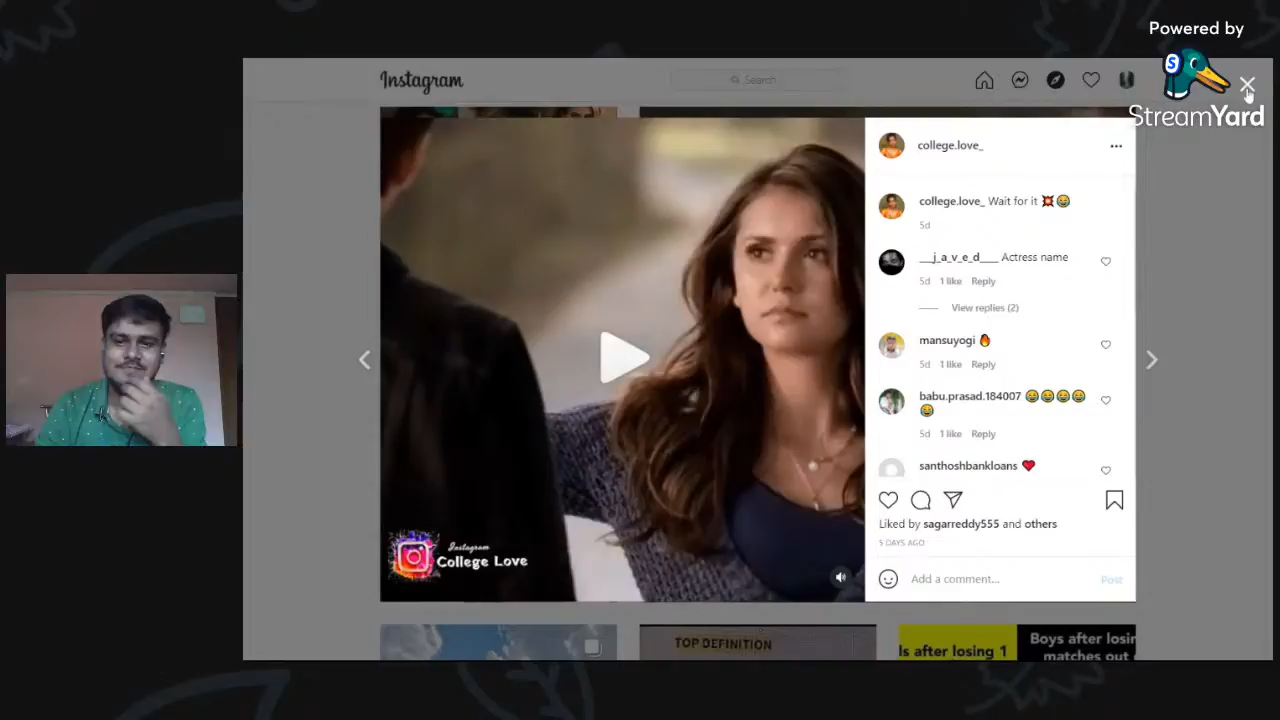 Powered by
StreamYard
Instagram
Search
college.love_
college.love_ Wait for it 💥😂
5d
___j_a_v_e_d____ Actress name
5d 1 like Reply
View replies (2)
mansuyogi 🔥
5d 1 like Reply
babu.prasad.184007 😂😂😂😂
😂
5d 1 like Reply
santhoshbankloans ❤️
Liked by sagarreddy555 and others
5 DAYS AGO
Add a comment...
Post
Instagram
College Love
TOP DEFINITION
ls after losing 1
Boys after losin
matches out